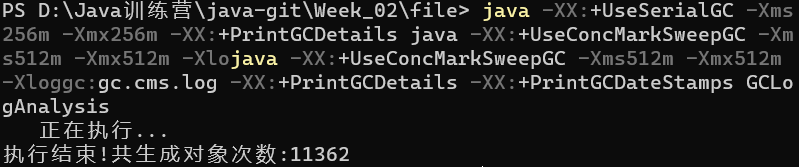 PS D:\Java训练营\java-git\Week_02\file> java -XX:+UseSerialGC -Xms
256m -Xmx256m -XX:+PrintGCDetails java -XX:+UseConcMarkSweepGC -Xm
s512m -Xmx512m -Xlojava -XX:+UseConcMarkSweepGC -Xms512m -Xmx512m
-Xloggc:gc.cms.log -XX:+PrintGCDetails -XX:+PrintGCDateStamps GCLo
gAnalysis
正在执行...
执行结束!共生成对象次数:11362